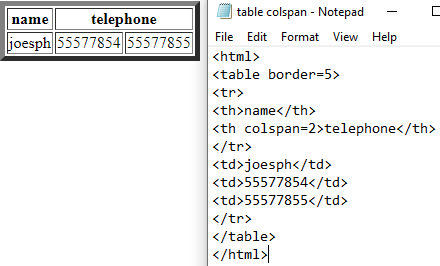 name telephone
joesph 55577854 55577855
table colspan - Notepad
File Edit Format View Help
<html>
<table border=5>
<tr>
<th>name</th>
<th colspan=2>telephone</th>
</tr>
<td>joesph</td>
<td>55577854</td>
<td>55577855</td>
</tr>
</table>
</html>